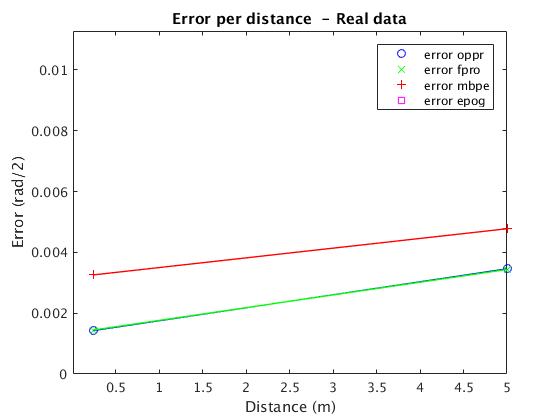 Error per distance - Real data
error oppr
error fpro
error mbpe
error epog
Error (rad/2)
0.01
0.008
0.006
0.004
0.002
0
0.5 1 1.5 2 2.5 3 3.5 4 4.5 5
Distance (m)